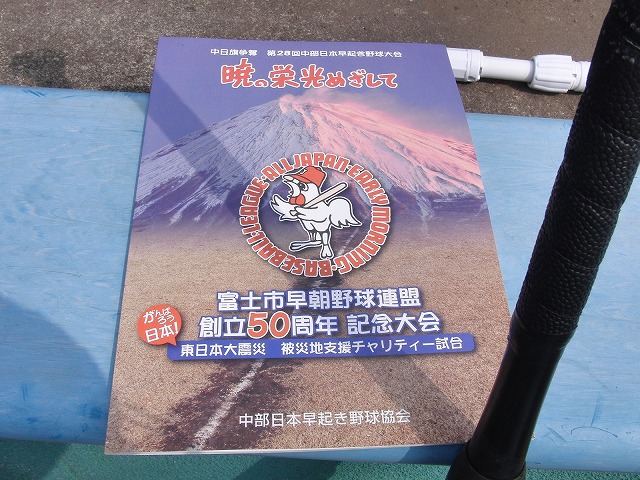 中日旗争奪 第28回中部日本早起き野球大会
暁の栄光めざして
ALL JAPAN・EARLY MORNING・BASEBALL・LEAGUE・
富士市早朝野球連盟
創立50周年 記念大会
がんばろう
日本!
東日本大震災 被災地支援チャリティー試合
中部日本早起き野球協会